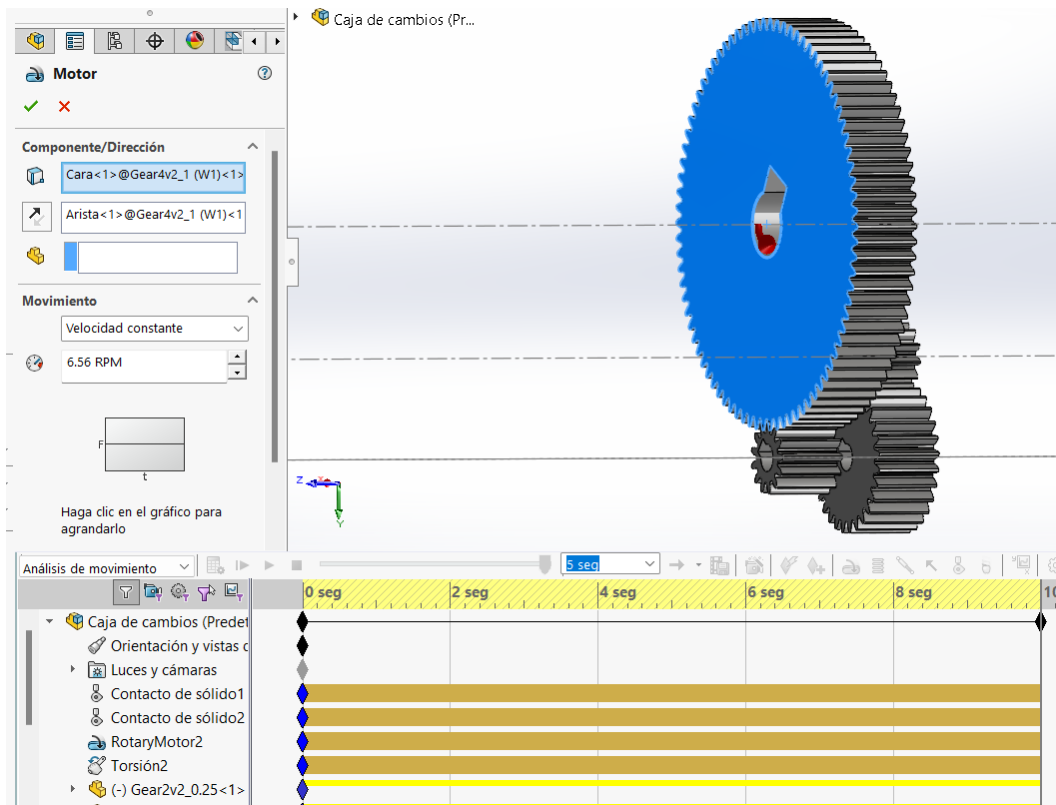 Caja de cambios (Pr...
Motor
Componente/Dirección
Cara<1>@Gear4v2_1 (W1)<1>
Arista<1>@Gear4v2_1 (W1)<1
Movimiento
Velocidad constante
6.56 RPM
F
t
Haga clic en el gráfico para
agrandarlo
Z
Y
Análisis de movimiento
5 seg
0 seg
2 seg
4 seg
6 seg
8 seg
10
Caja de cambios (Predet
Orientación y vistas d
Luces y cámaras
Contacto de sólido1
Contacto de sólido2
RotaryMotor2
Torsión2
(-) Gear2v2_0.25<1>